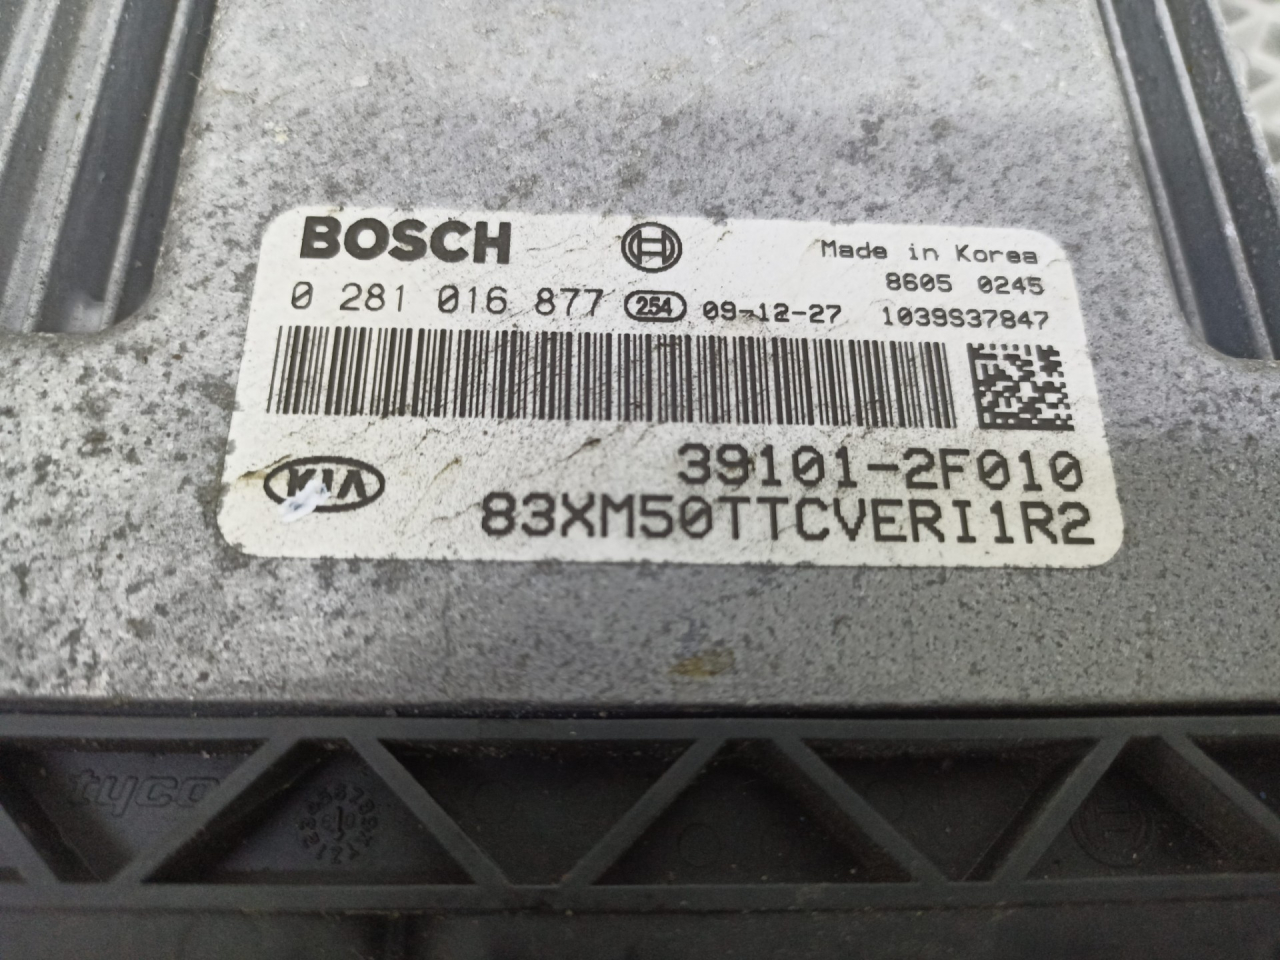 BOSCH
Made in Korea
8605 0245
0 281 016 877 254 09-12-27 1039S37847
KIA
39101-2F010
83XM50TTCVERI1R2
tyco